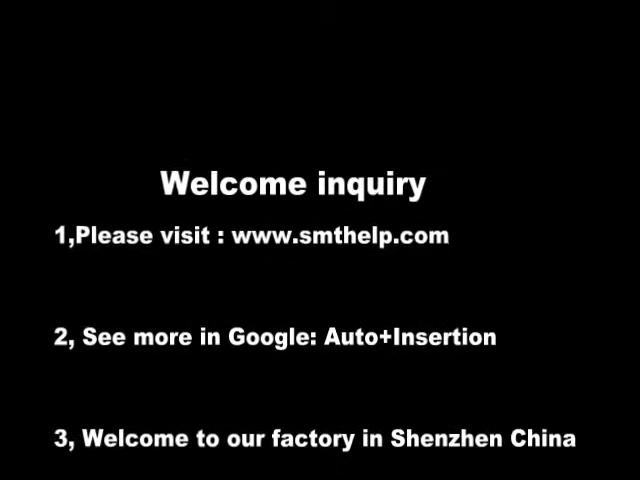 Welcome inquiry
1,Please visit : www.smthelp.com
2, See more in Google: Auto+Insertion
3, Welcome to our factory in Shenzhen China